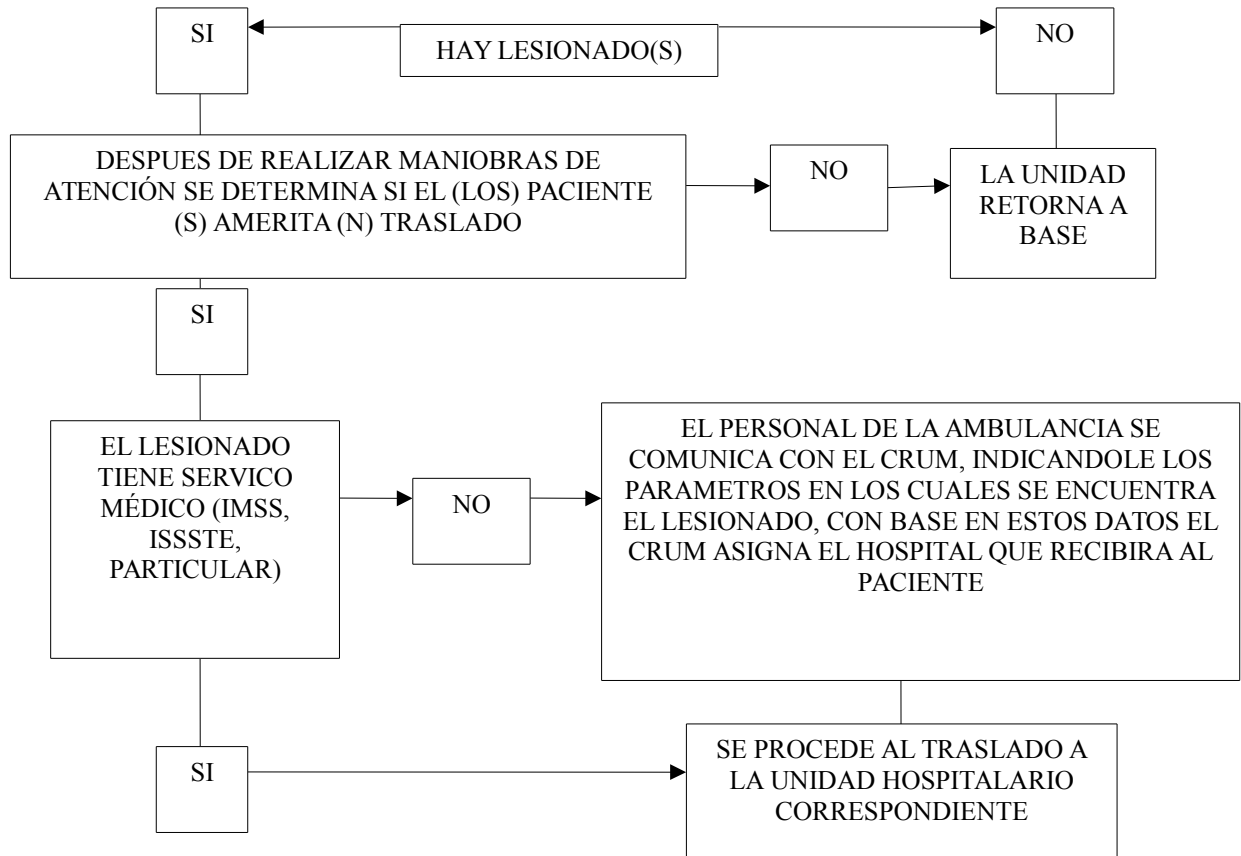 SI
HAY LESIONADO(S)
NO
DESPUES DE REALIZAR MANIOBRAS DE
ATENCIÓN SE DETERMINA SI EL (LOS) PACIENTE
(S) AMERITA (N) TRASLADO
NO
LA UNIDAD
RETORNA A
BASE
SI
EL LESIONADO
TIENE SERVICO
MÉDICO (IMSS,
ISSSTE,
PARTICULAR)
NO
EL PERSONAL DE LA AMBULANCIA SE
COMUNICA CON EL CRUM, INDICANDOLE LOS
PARAMETROS EN LOS CUALES SE ENCUENTRA
EL LESIONADO, CON BASE EN ESTOS DATOS EL
CRUM ASIGNA EL HOSPITAL QUE RECIBIRA AL
PACIENTE
SI
SE PROCEDE AL TRASLADO A
LA UNIDAD HOSPITALARIO
CORRESPONDIENTE